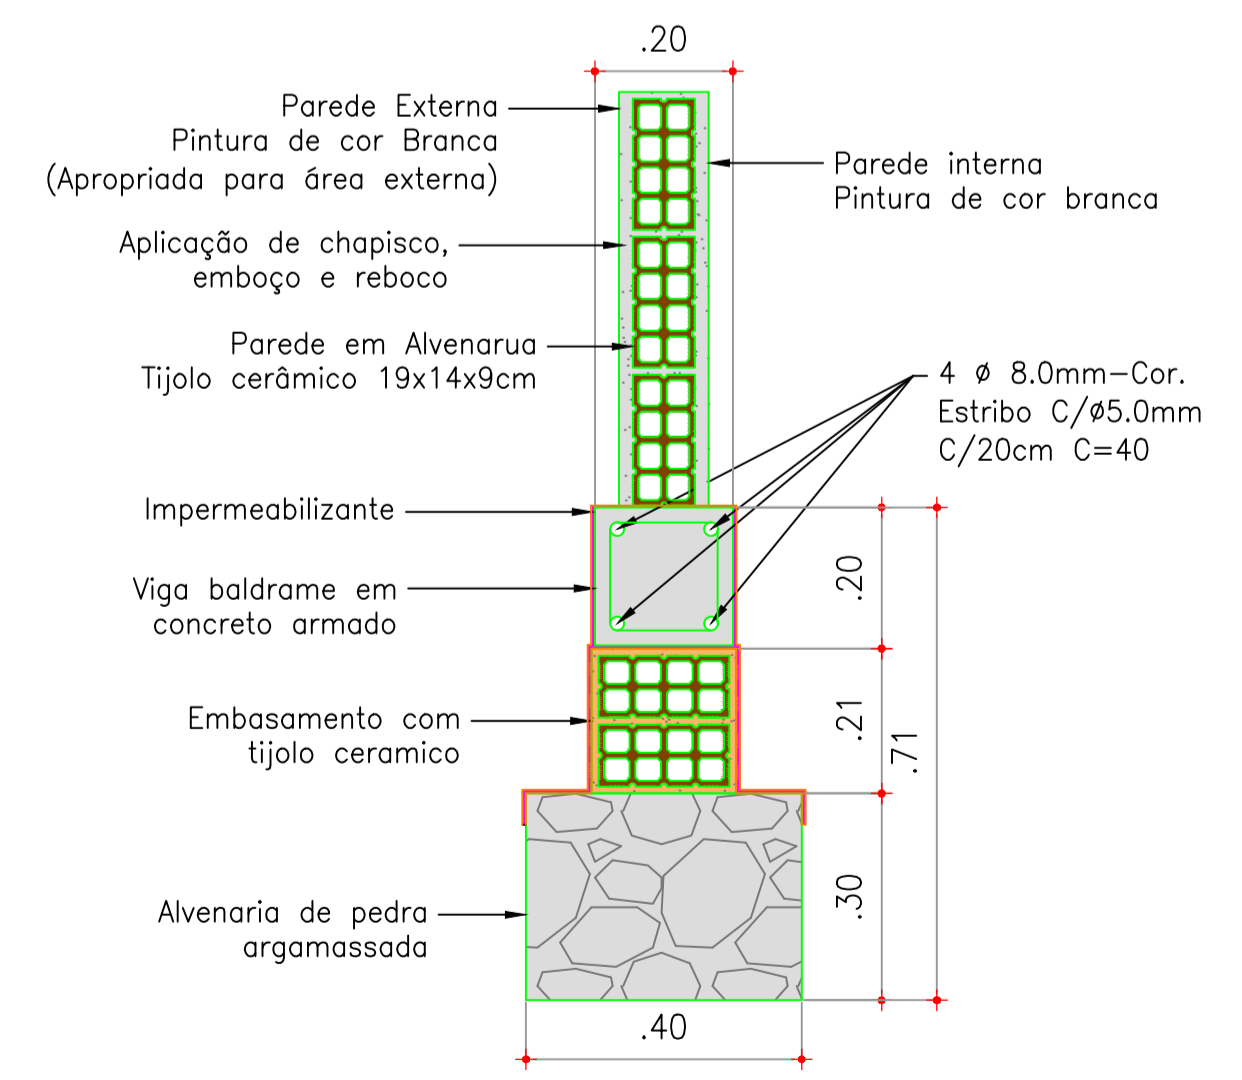 .20
Parede Externa
Pintura de cor Branca
(Apropriada para área externa)
Parede interna
Pintura de cor branca
Aplicação de chapisco,
emboço e reboco
Parede em Alvenarua
Tijolo cerâmico 19x14x9cm
4 ø 8.0mm-Cor.
Estribo C/ø5.0mm
C/20cm C=40
Impermeabilizante
Viga baldrame em
concreto armado
.20
Embasamento com
tijolo ceramico
.21
.71
Alvenaria de pedra
argamassada
.30
.40